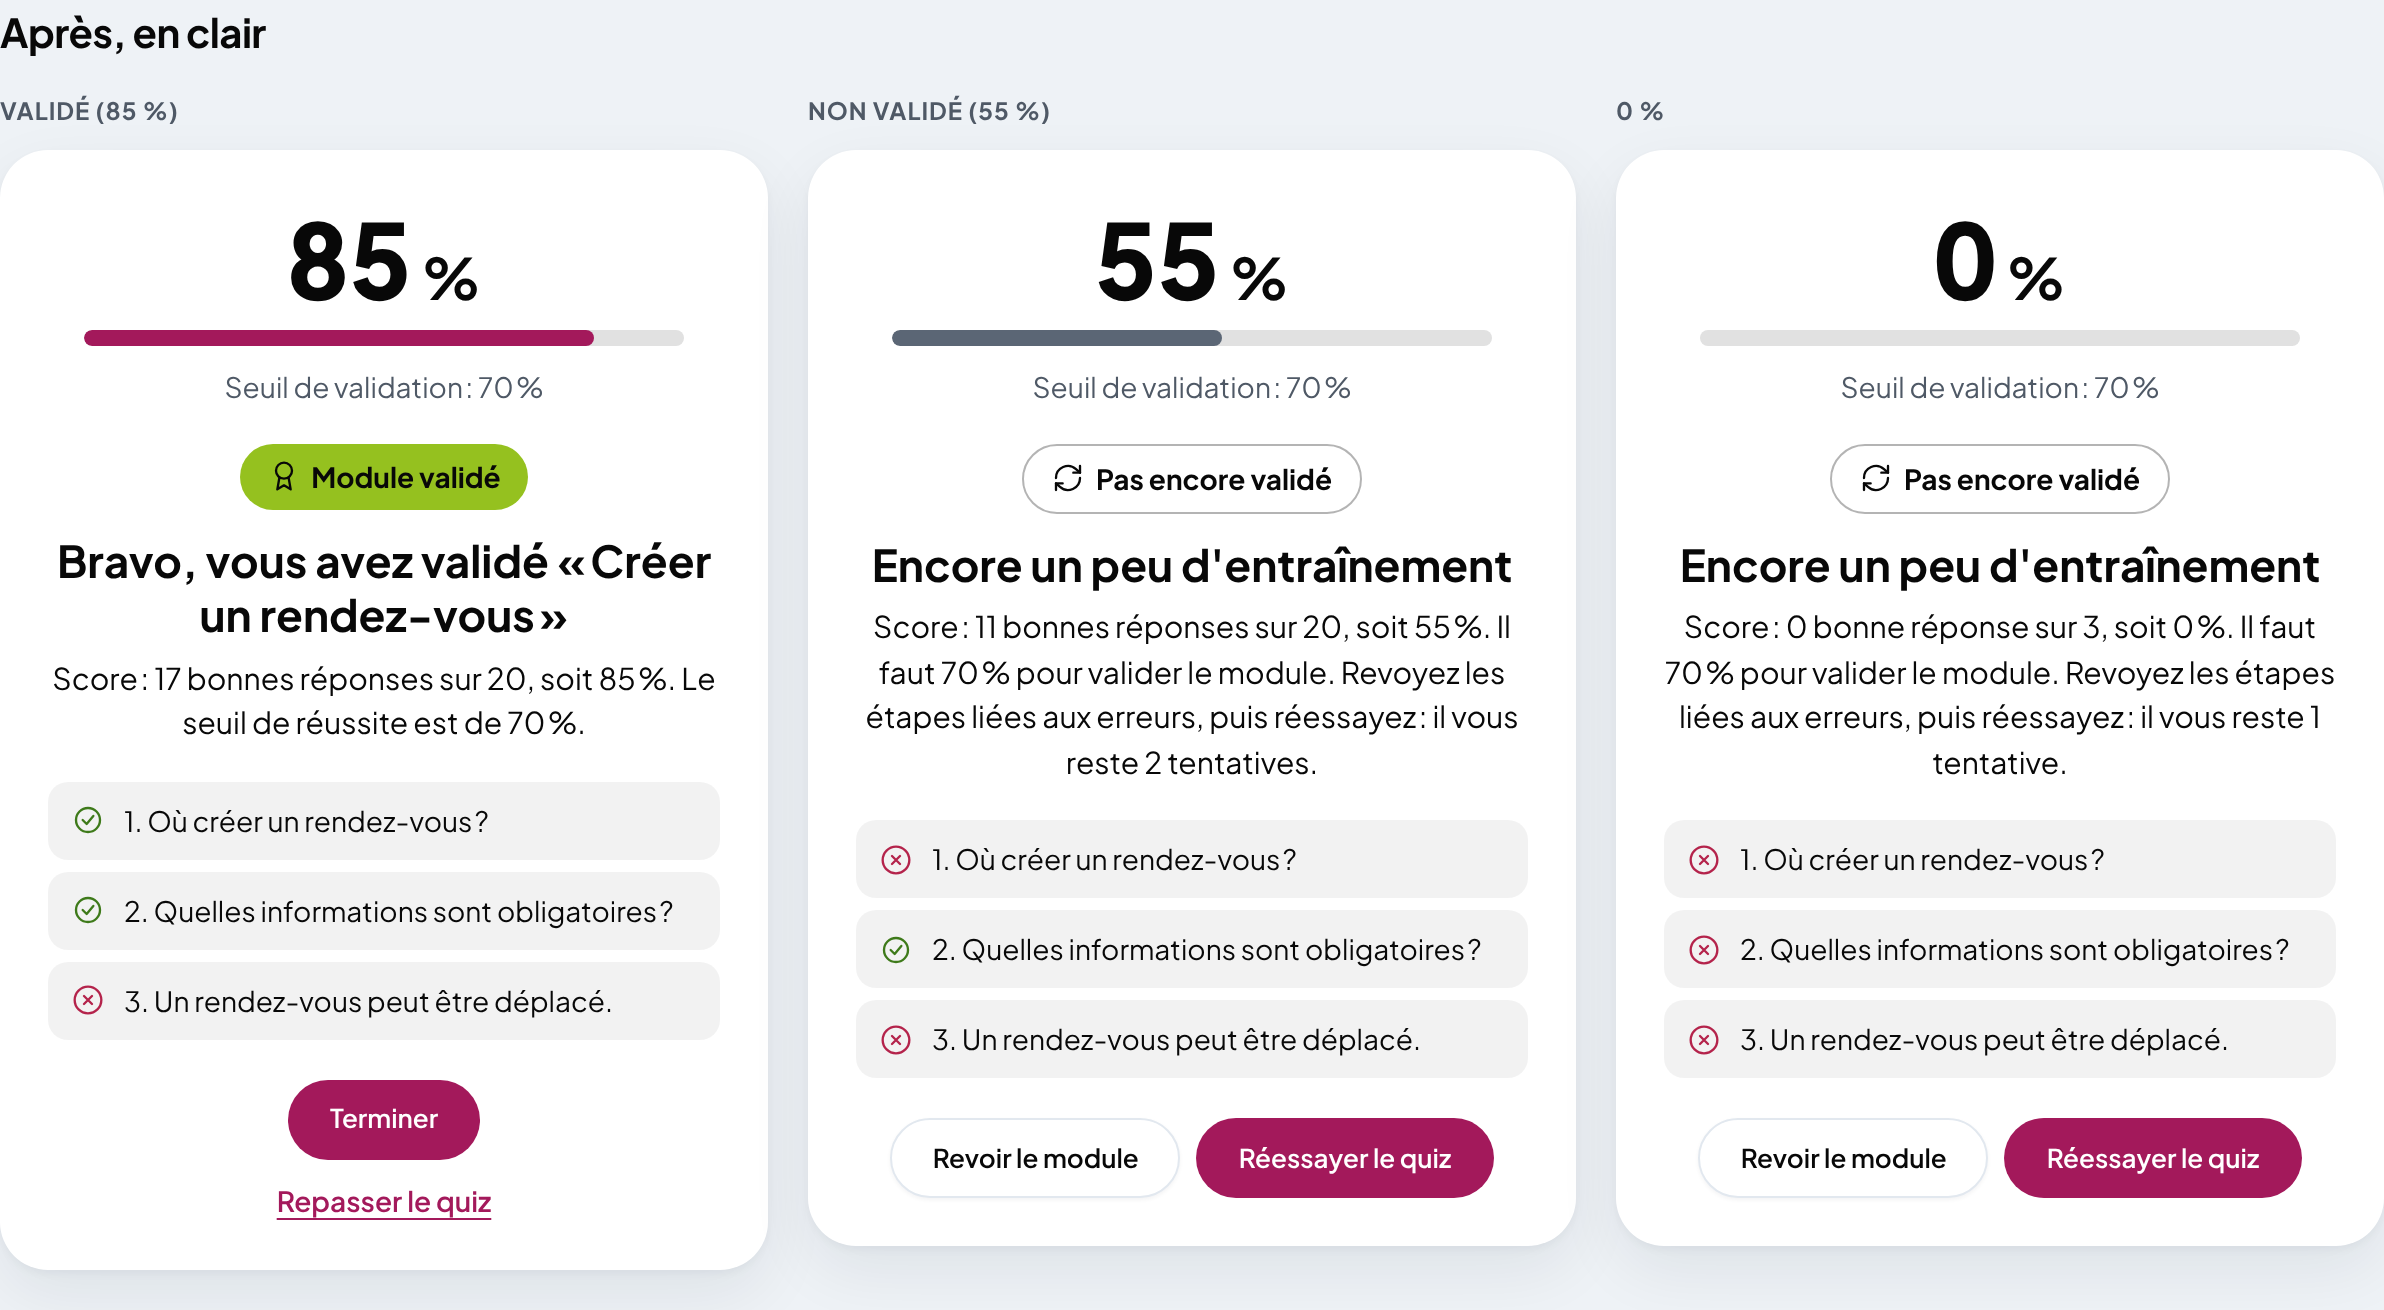 Après, en clair
VALIDÉ (85 %)
85 %
Seuil de validation : 70 %
Module validé
Bravo, vous avez validé « Créer
un rendez-vous »
Score : 17 bonnes réponses sur 20, soit 85 %. Le
seuil de réussite est de 70 %.
1. Où créer un rendez-vous ?
2. Quelles informations sont obligatoires ?
3. Un rendez-vous peut être déplacé.
Terminer
Repasser le quiz
NON VALIDÉ (55 %)
55 %
Seuil de validation : 70 %
Pas encore validé
Encore un peu d'entraînement
Score : 11 bonnes réponses sur 20, soit 55 %. Il
faut 70 % pour valider le module. Revoyez les
étapes liées aux erreurs, puis réessayez : il vous
reste 2 tentatives.
1. Où créer un rendez-vous ?
2. Quelles informations sont obligatoires ?
3. Un rendez-vous peut être déplacé.
Revoir le module
Réessayer le quiz
0 %
0 %
Seuil de validation : 70 %
Pas encore validé
Encore un peu d'entraînement
Score : 0 bonne réponse sur 3, soit 0 %. Il faut
70 % pour valider le module. Revoyez les étapes
liées aux erreurs, puis réessayez : il vous reste 1
tentative.
1. Où créer un rendez-vous ?
2. Quelles informations sont obligatoires ?
3. Un rendez-vous peut être déplacé.
Revoir le module
Réessayer le quiz